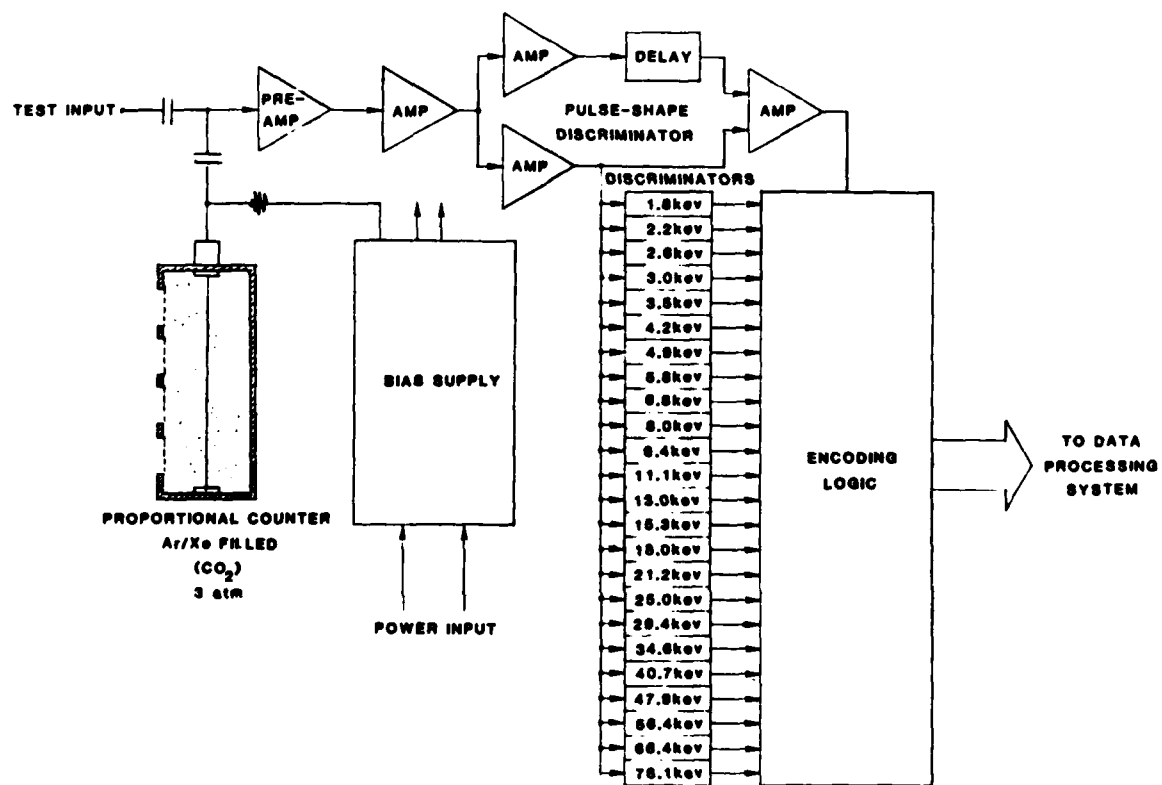 AMP
DELAY
TEST INPUT
PRE-
AMP
AMP
PULSE-SHAPE
DISCRIMINATOR
AMP
AMP
DISCRIMINATORS
1.8kev
2.2kev
2.6kev
3.0kev
3.5kev
4.2kev
4.9kev
5.8kev
6.8kev
8.0kev
9.4kev
11.1kev
13.0kev
15.3kev
18.0kev
21.2kev
25.0kev
29.4kev
34.6kev
40.7kev
47.9kev
56.4kev
66.4kev
78.1kev
BIAS SUPPLY
ENCODING
LOGIC
TO DATA
PROCESSING
SYSTEM
PROPORTIONAL COUNTER
Ar/Xe FILLED
(CO2)
3 atm
POWER INPUT